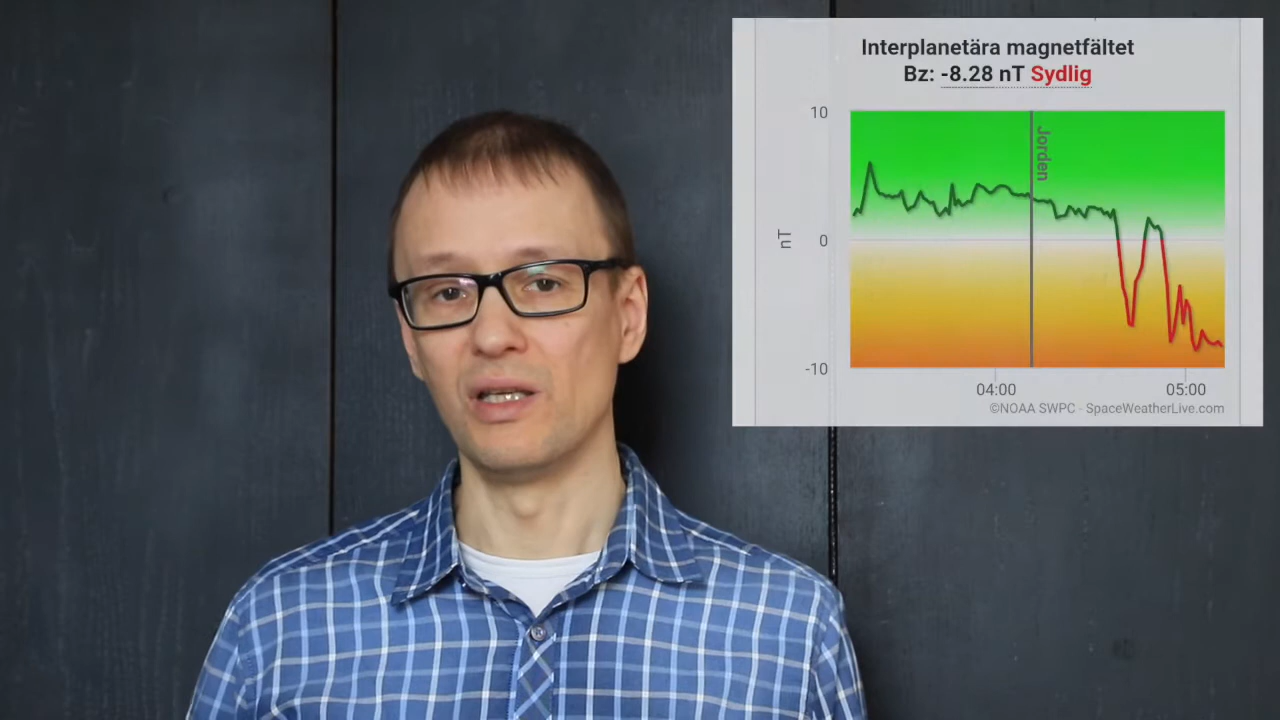 Interplanetära magnetfältet
Bz: -8.28 nT Sydlig
10
Jorden
nT
0
-10
04:00
05:00
©NOAA SWPC - SpaceWeatherLive.com